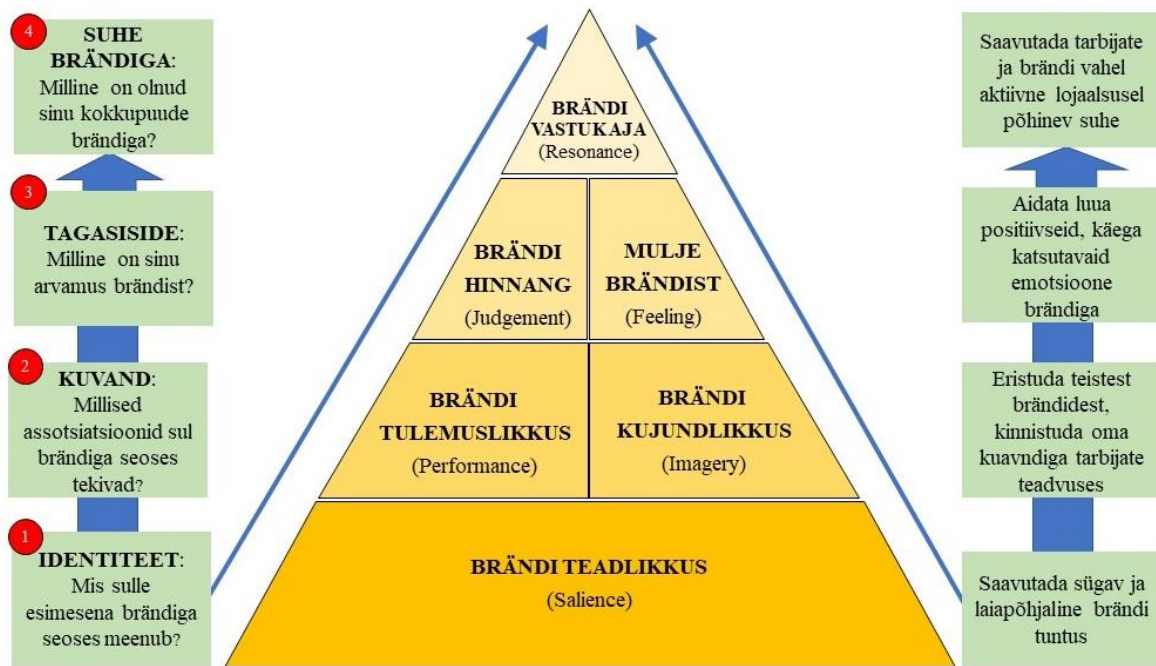 4
SUHE
BRÄNDIGA:
Milline on olnud
sinu kokkupuude
brändiga?
3
TAGASISIDE:
Milline on sinu
arvamus brändist?
2
KUVAND:
Millised
assotsiatsioonid sul
brändiga seoses
tekivad?
1
IDENTITEET:
Mis sulle
esimesena brändiga
seoses meenub?
BRÄNDI
VASTUKAJA
(Resonance)
BRÄNDI
HINNANG
(Judgement)
MULJE
BRÄNDIST
(Feeling)
BRÄNDI
TULEMUSLIKKUS
(Performance)
BRÄNDI
KUJUNDLIKKUS
(Imagery)
BRÄNDI TEADLIKKUS
(Salience)
Saavutada tarbijate
ja brändi vahel
aktiivne lojaalsusel
põhinev suhe
Aidata luua
positiivseid, käega
katsutavaid
emotsioone
brändiga
Eristuda teistest
brändidest,
kinnistuda oma
kuavndiga tarbijate
teadvuses
Saavutada sügav ja
laiapõhjaline brändi
tuntus